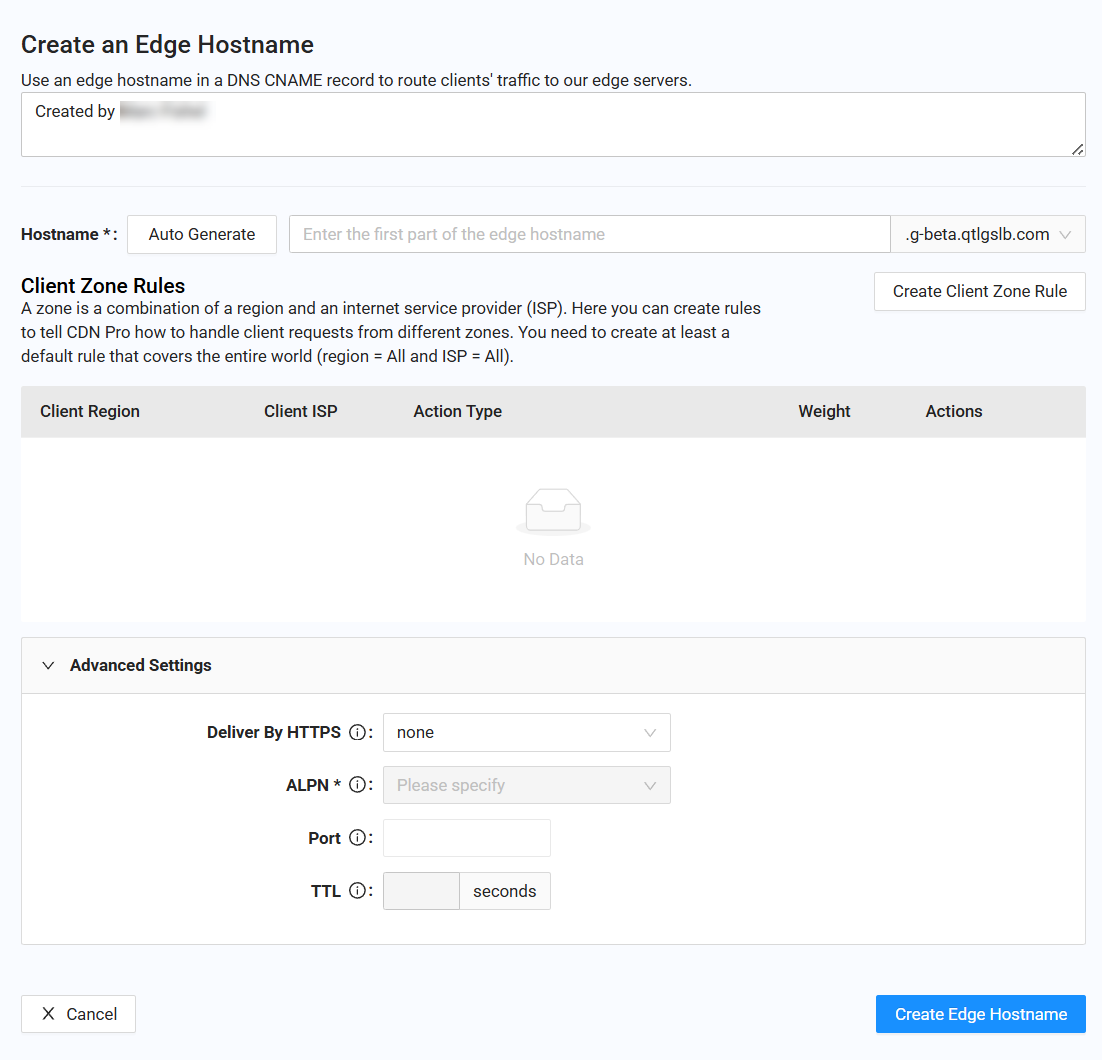 Create an Edge Hostname
Use an edge hostname in a DNS CNAME record to route clients' traffic to our edge servers.
Created by
Hostname *: Auto Generate Enter the first part of the edge hostname .g-beta.qtlgslb.com
Client Zone Rules
Create Client Zone Rule
A zone is a combination of a region and an internet service provider (ISP). Here you can create rules
to tell CDN Pro how to handle client requests from different zones. You need to create at least a
default rule that covers the entire world (region = All and ISP = All).
Client Region Client ISP Action Type Weight Actions
No Data
Advanced Settings
Deliver By HTTPS : none
ALPN * : Please specify
Port :
TTL : seconds
Cancel Create Edge Hostname